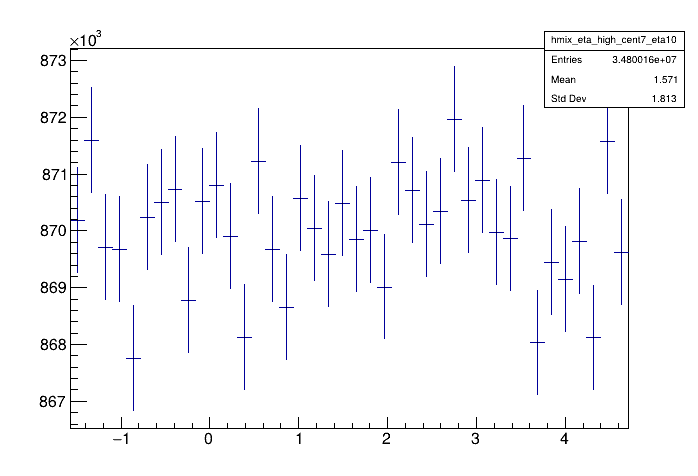 ×10³
hmix_eta_high_cent7_eta10
Entries 3.480016e+07
Mean 1.571
Std Dev 1.813
873
872
871
870
869
868
867
−1 0 1 2 3 4